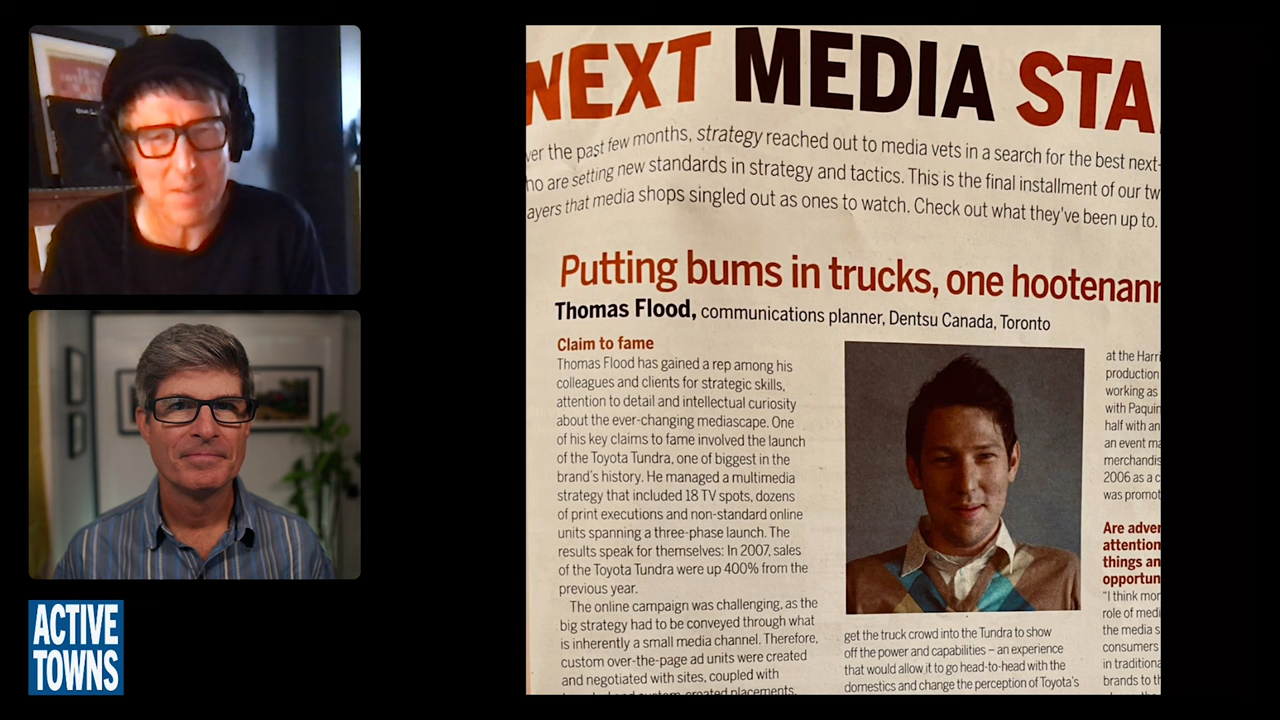 NEXT MEDIA STA
ver the past few months, strategy reached out to media vets in a search for the best next-
ho are setting new standards in strategy and tactics. This is the final installment of our tw
ayers that media shops singled out as ones to watch. Check out what they've been up to.
Putting bums in trucks, one hootenann
Thomas Flood, communications planner, Dentsu Canada, Toronto
Claim to fame
Thomas Flood has gained a rep among his
colleagues and clients for strategic skills,
attention to detail and intellectual curiosity
about the ever-changing mediascape. One
of his key claims to fame involved the launch
of the Toyota Tundra, one of biggest in the
brand's history. He managed a multimedia
strategy that included 18 TV spots, dozens
of print executions and non-standard online
units spanning a three-phase launch. The
results speak for themselves: In 2007, sales
of the Toyota Tundra were up 400% from the
previous year.
The online campaign was challenging, as the
big strategy had to be conveyed through what
is inherently a small media channel. Therefore,
custom over-the-page ad units were created
and negotiated with sites, coupled with
custom-created placements,
get the truck crowd into the Tundra to show
off the power and capabilities – an experience
that would allow it to go head-to-head with the
domestics and change the perception of Toyota's
at the Harri
production
working as
with Paquin
half with an
an event ma
merchandis
2006 as a c
was promot
Are adver
attention
things an
opportun
"I think mor
role of medi
the media s
consumers
in traditiona
brands to th
ACTIVE
TOWNS